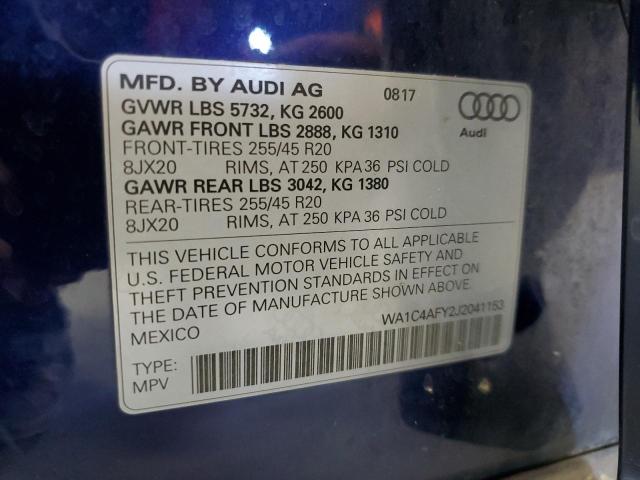 MFD. BY AUDI AG 0817
GVWR LBS 5732, KG 2600
GAWR FRONT LBS 2888, KG 1310
Audi
FRONT-TIRES 255/45 R20
8JX20 RIMS, AT 250 KPA 36 PSI COLD
GAWR REAR LBS 3042, KG 1380
REAR-TIRES 255/45 R20
8JX20 RIMS, AT 250 KPA 36 PSI COLD
THIS VEHICLE CONFORMS TO ALL APPLICABLE
U.S. FEDERAL MOTOR VEHICLE SAFETY AND
THEFT PREVENTION STANDARDS IN EFFECT ON
THE DATE OF MANUFACTURE SHOWN ABOVE.
MEXICO WA1C4AFY2J2041153
TYPE:
MPV